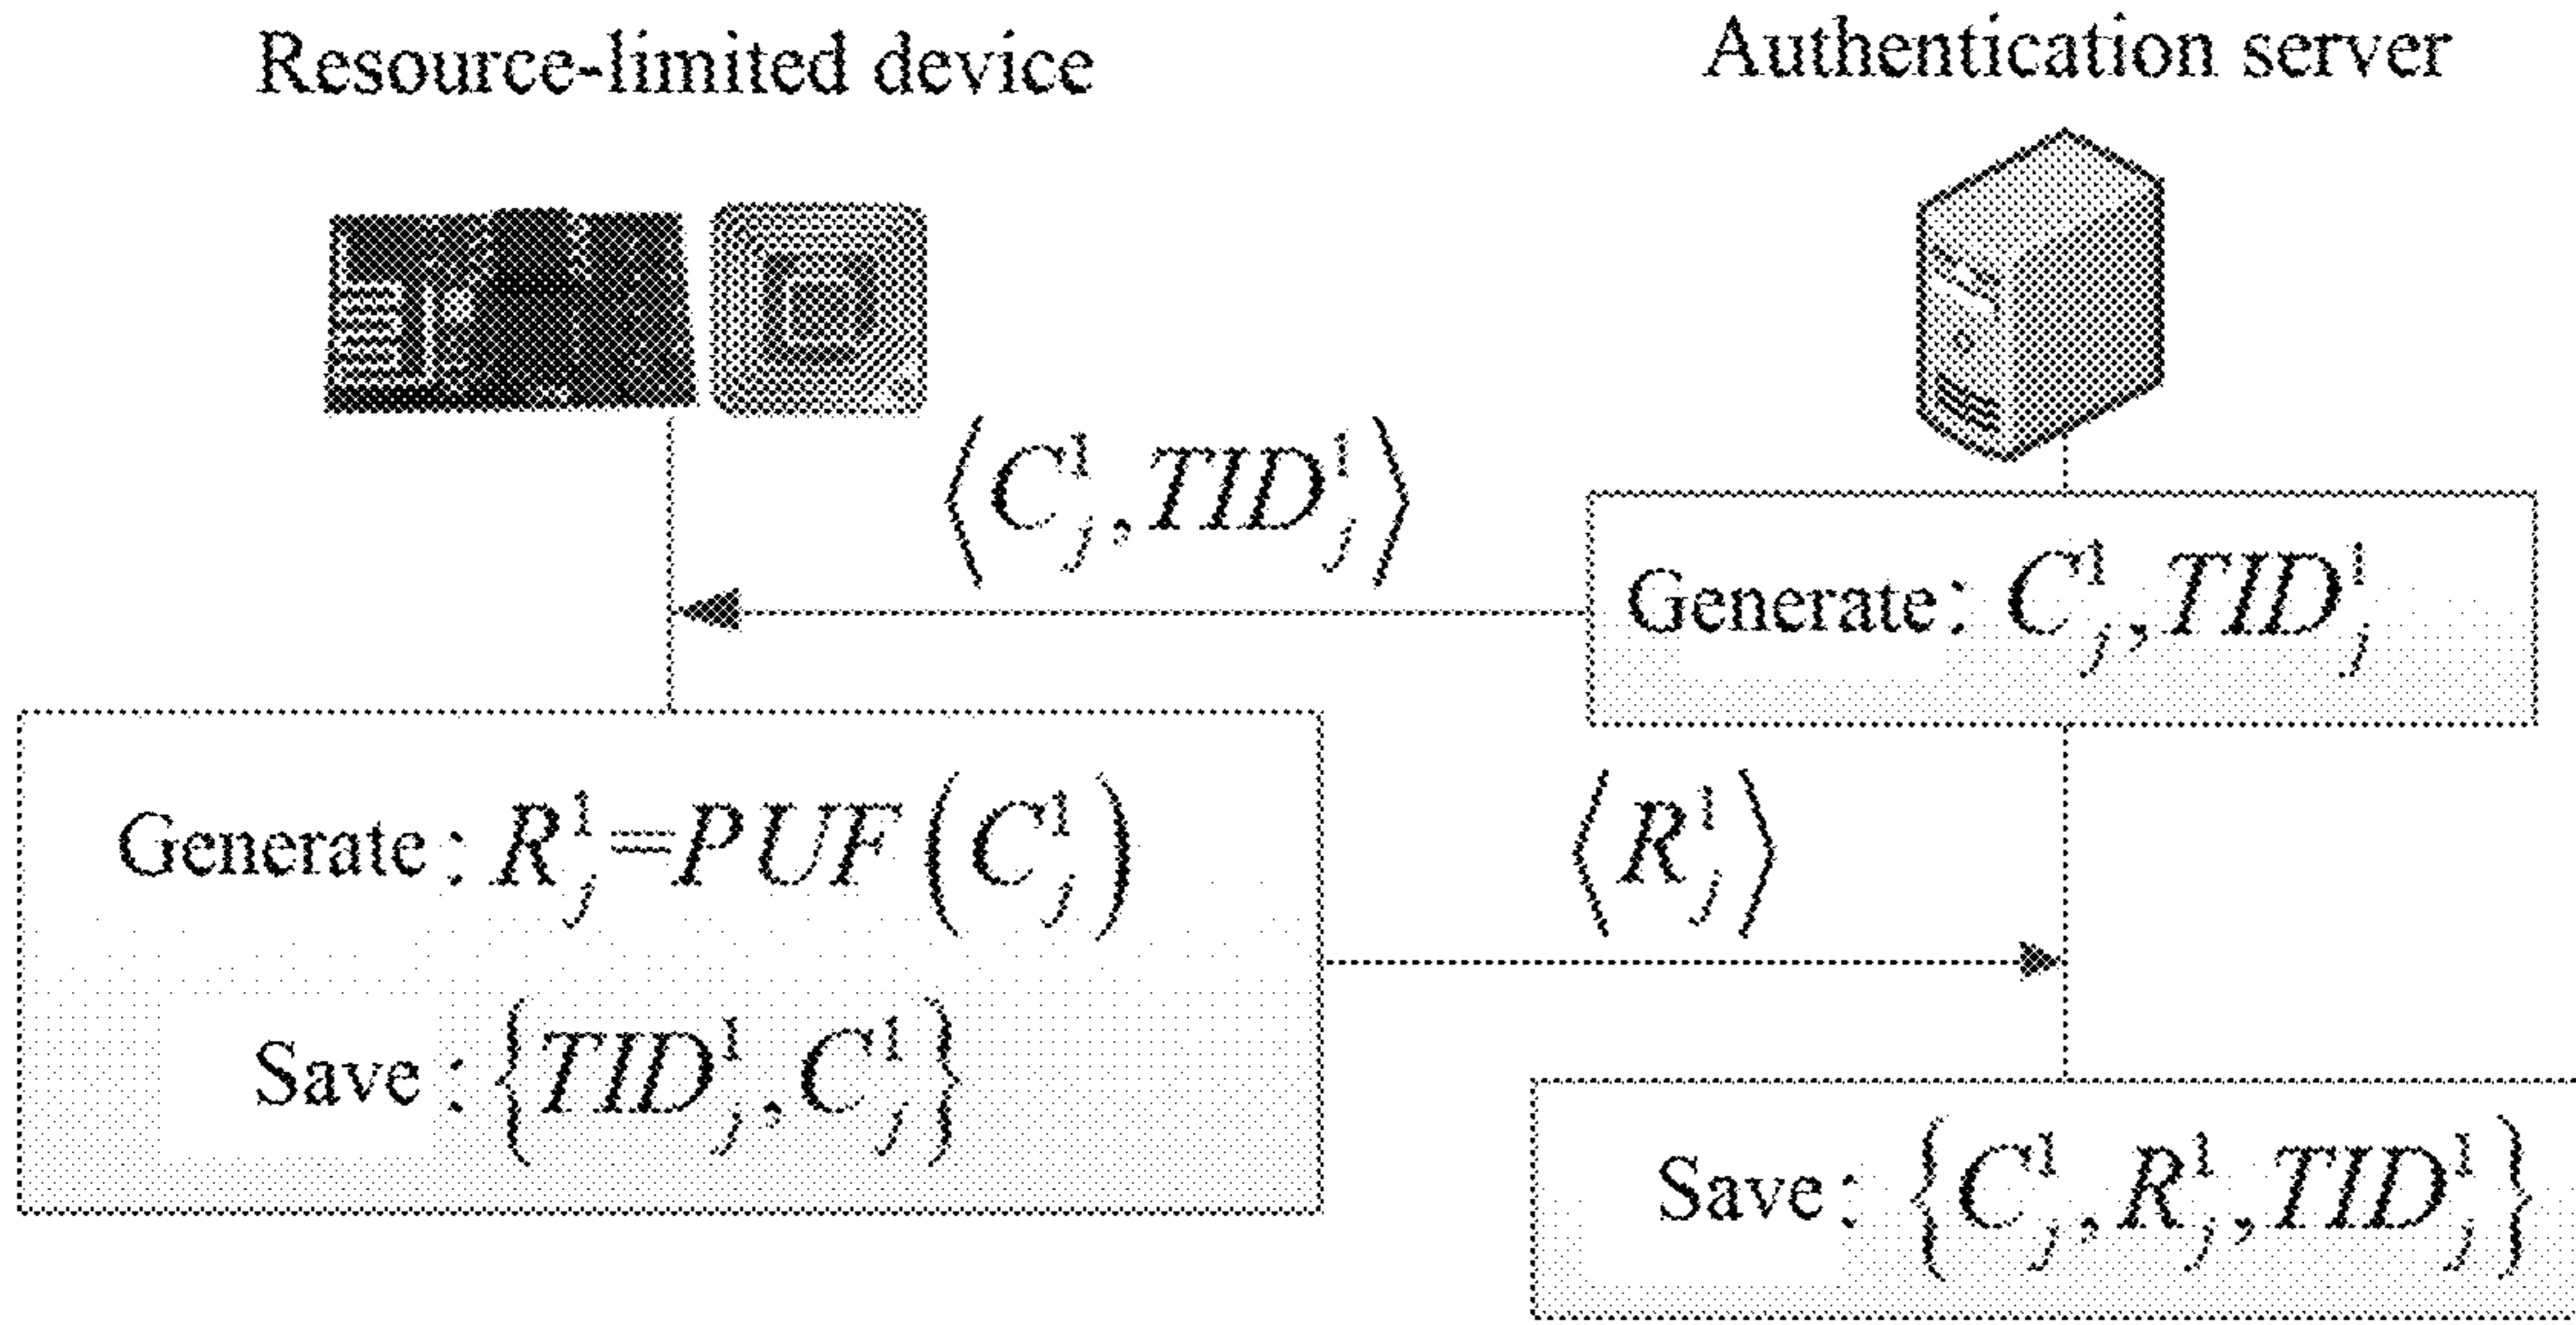 Resource-limited device
Authentication server
⟨C_j^1, TID_j^1⟩
Generate: C_j^1, TID_j^1
Generate: R_j^1=PUF(C_j^1)
⟨R_j^1⟩
Save: {TID_j^1, C_j^1}
Save: {C_j^1, R_j^1, TID_j^1}